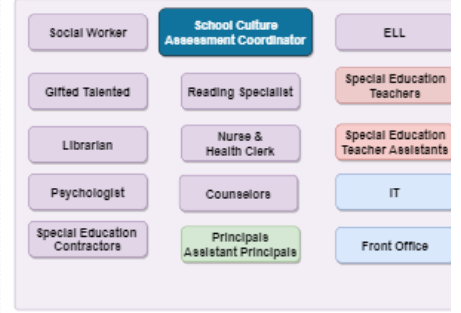 Social Worker
School Culture
Assessment Coordinator
ELL
Gifted Talented
Reading Specialist
Special Education
Teachers
Librarian
Nurse &
Health Clerk
Special Education
Teacher Assistants
Psychologist
Counselors
IT
Special Education
Contractors
Principals
Assistant Principals
Front Office